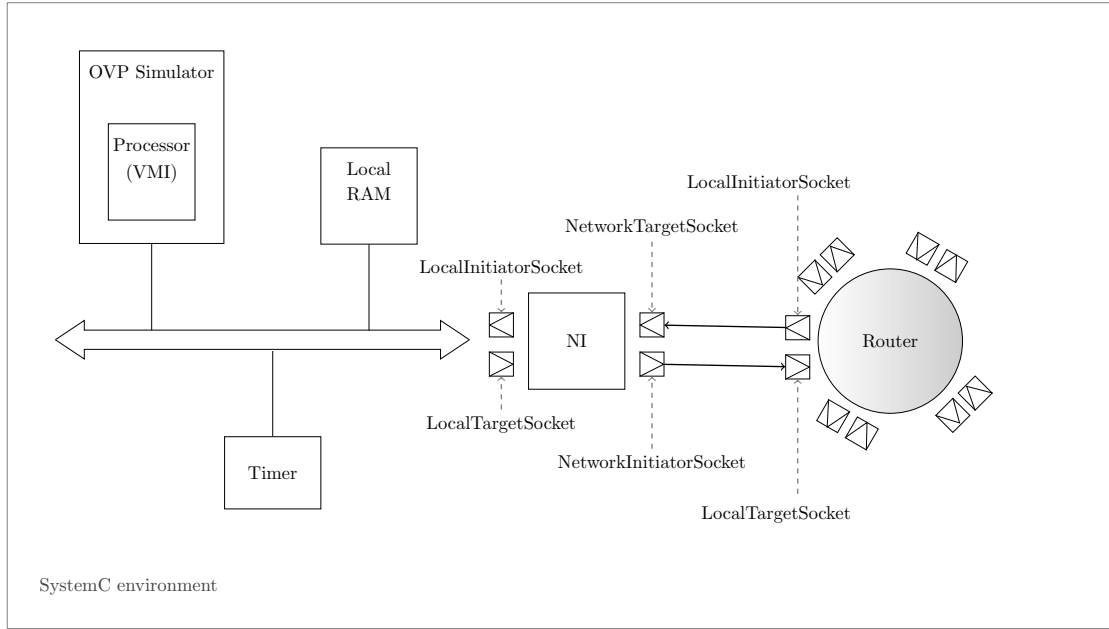 OVP Simulator
Processor
(VMI)
Local
RAM
LocalInitiatorSocket
NetworkTargetSocket
LocalInitiatorSocket
NI
Router
LocalTargetSocket
NetworkInitiatorSocket
Timer
LocalTargetSocket
SystemC environment